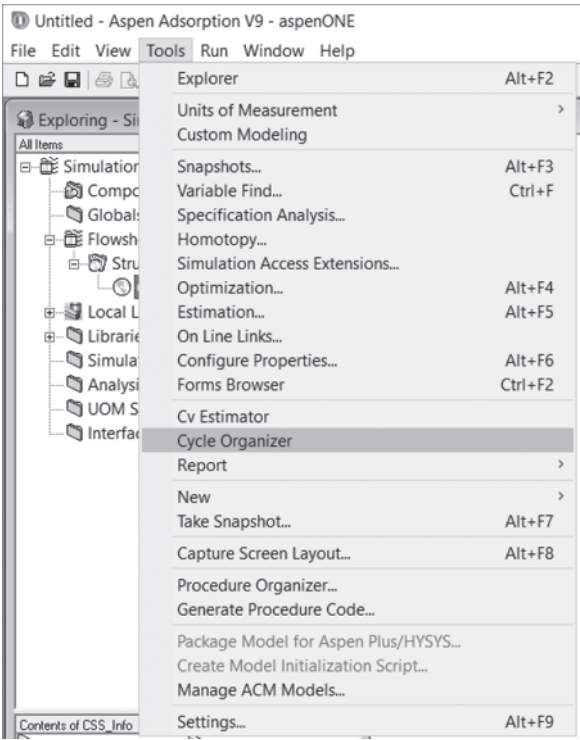 Untitled - Aspen Adsorption V9 - aspenONE
File Edit View Tools Run Window Help
Exploring - Si
All Items
Simulation
Compo
Globals
Flowsh
Stru
Local L
Librarie
Simula
Analysi
UOM S
Interfac
Contents of CSS_Info
Explorer Alt+F2
Units of Measurement >
Custom Modeling
Snapshots... Alt+F3
Variable Find... Ctrl+F
Specification Analysis...
Homotopy...
Simulation Access Extensions...
Optimization... Alt+F4
Estimation... Alt+F5
On Line Links...
Configure Properties... Alt+F6
Forms Browser Ctrl+F2
Cv Estimator
Cycle Organizer
Report >
New >
Take Snapshot... Alt+F7
Capture Screen Layout... Alt+F8
Procedure Organizer...
Generate Procedure Code...
Package Model for Aspen Plus/HYSYS...
Create Model Initialization Script...
Manage ACM Models...
Settings... Alt+F9